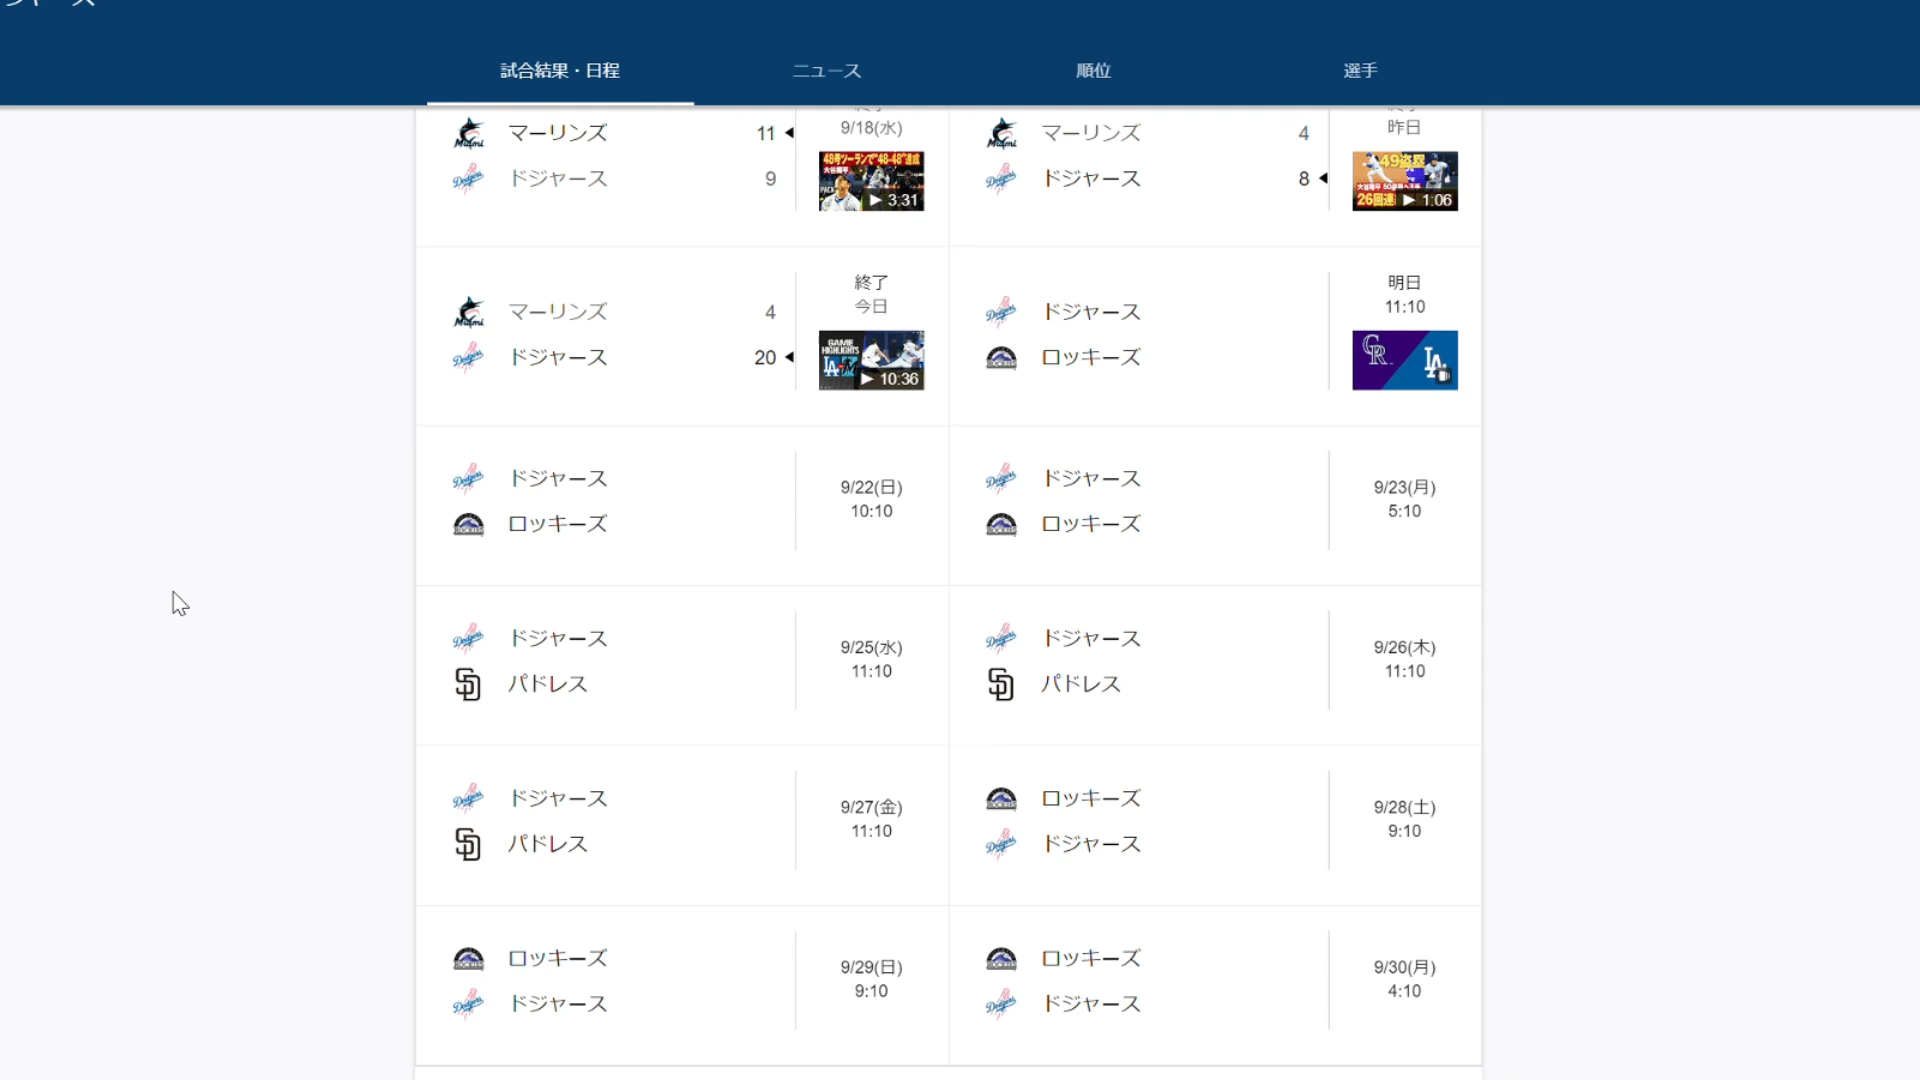 試合結果・日程
ニュース
順位
選手
マーリンズ 11
ドジャース 9
9/18(水)
3:31
マーリンズ 4
ドジャース 8
昨日
49盗塁
1:06
マーリンズ 4
ドジャース 20
終了
今日
GAME
HIGHLIGHTS
10:36
ドジャース
ロッキーズ
明日
11:10
ドジャース
ロッキーズ
9/22(日)
10:10
ドジャース
ロッキーズ
9/23(月)
5:10
ドジャース
パドレス
9/25(水)
11:10
ドジャース
パドレス
9/26(木)
11:10
ドジャース
パドレス
9/27(金)
11:10
ロッキーズ
ドジャース
9/28(土)
9:10
ロッキーズ
ドジャース
9/29(日)
9:10
ロッキーズ
ドジャース
9/30(月)
4:10